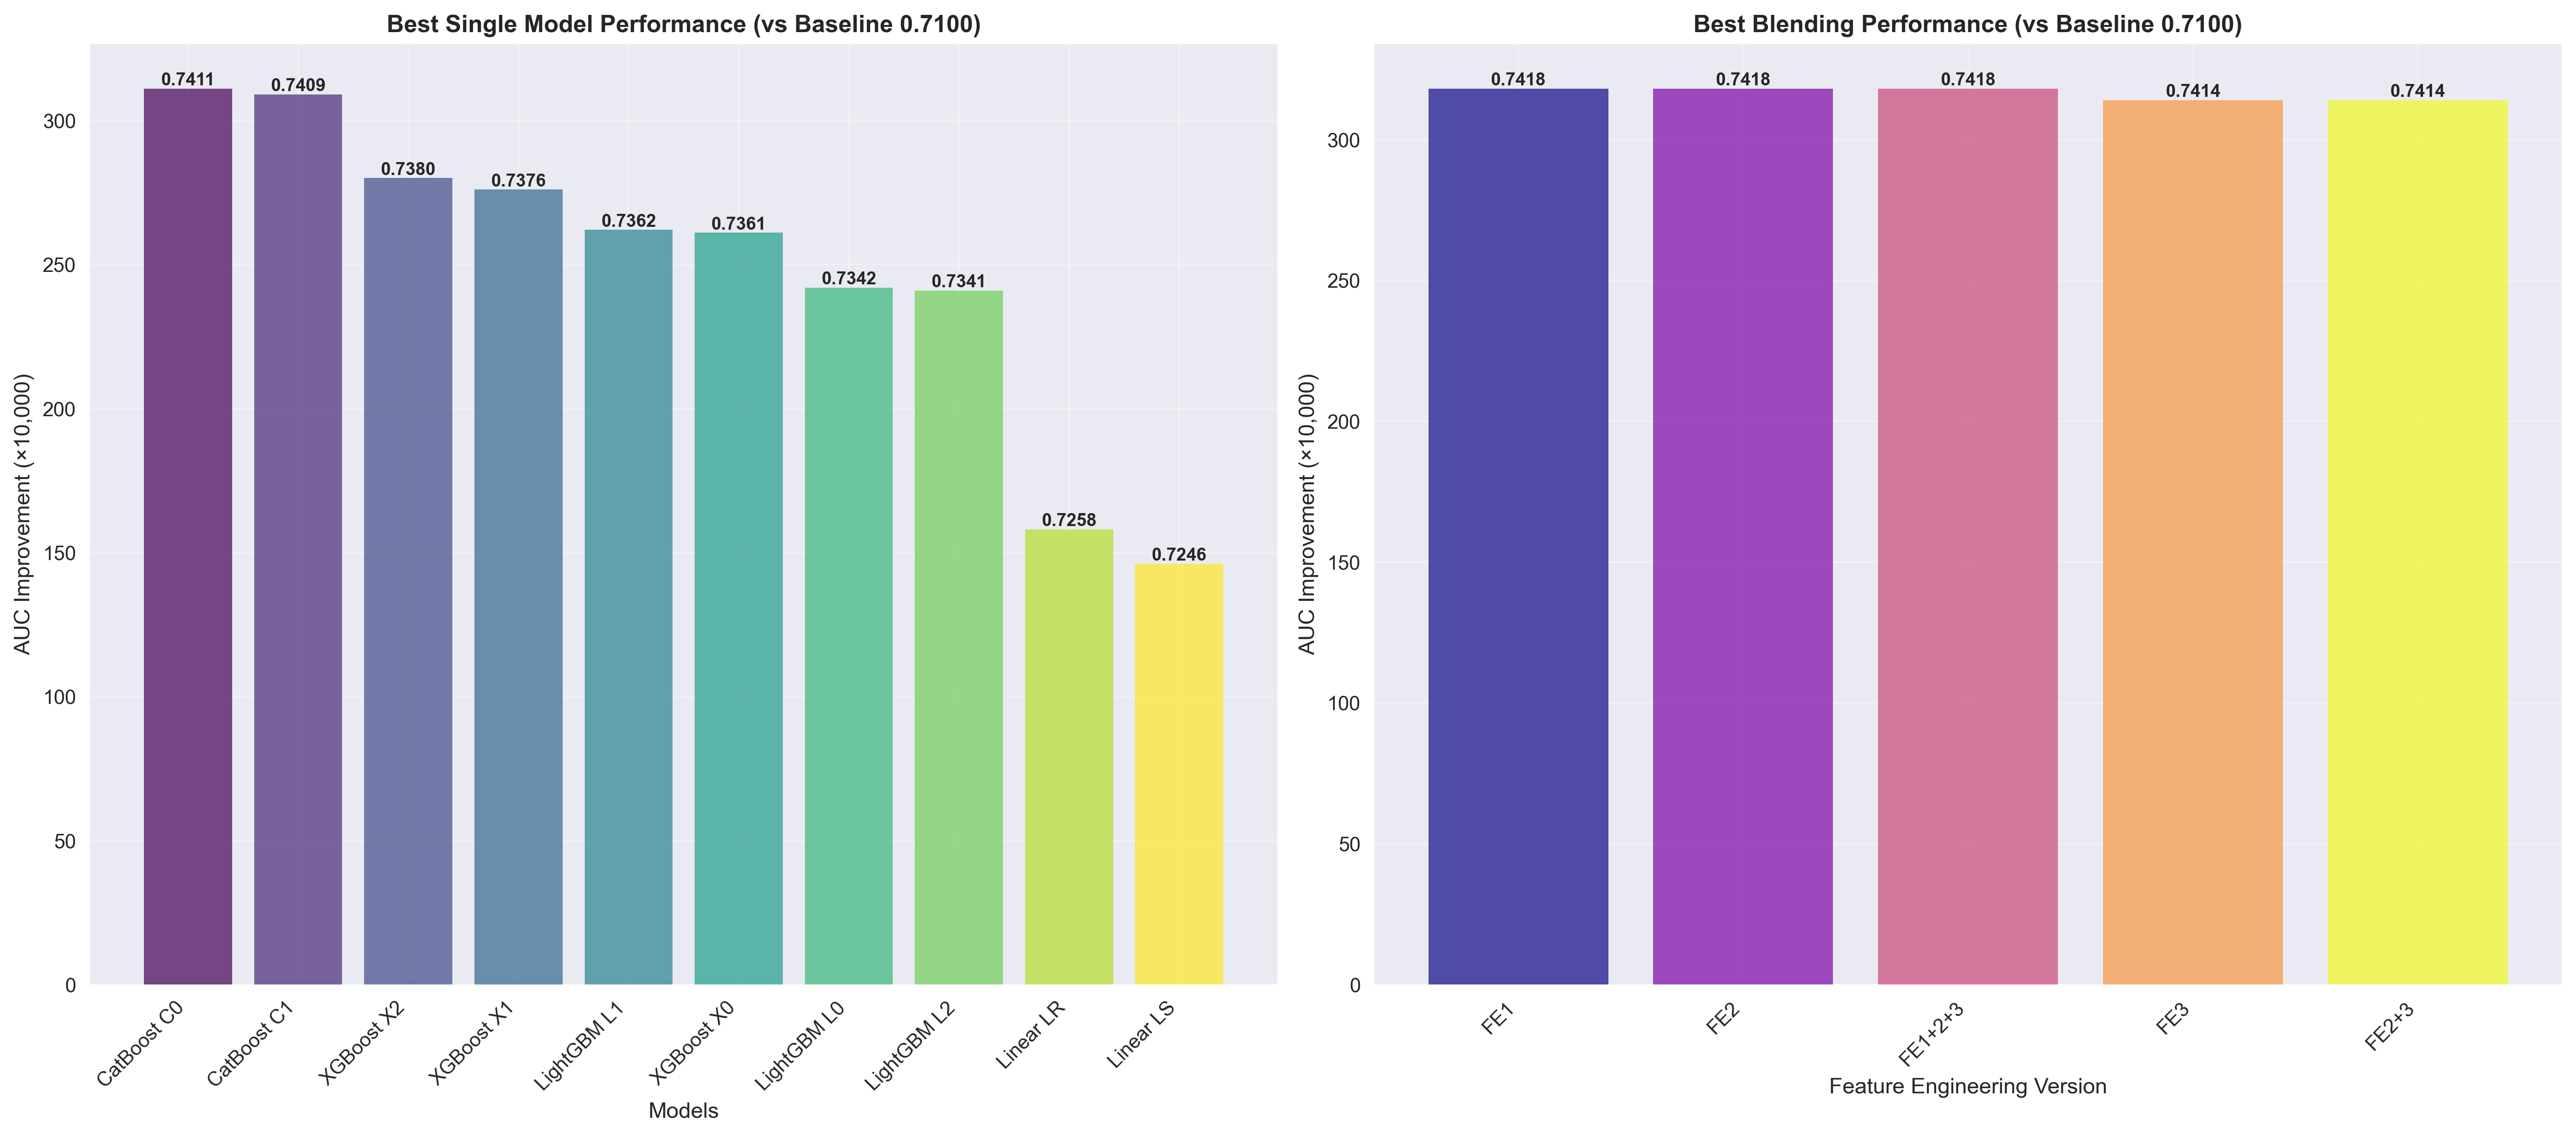 Best Single Model Performance (vs Baseline 0.7100)
AUC Improvement (×10,000)
300
250
200
150
100
50
0
0.7411
0.7409
0.7380
0.7376
0.7362
0.7361
0.7342
0.7341
0.7258
0.7246
CatBoost C0
CatBoost C1
XGBoost X2
XGBoost X1
LightGBM L1
XGBoost X0
LightGBM L0
LightGBM L2
Linear LR
Linear LS
Models
Best Blending Performance (vs Baseline 0.7100)
AUC Improvement (×10,000)
300
250
200
150
100
50
0
0.7418
0.7418
0.7418
0.7414
0.7414
FE1
FE2
FE1+2+3
FE3
FE2+3
Feature Engineering Version